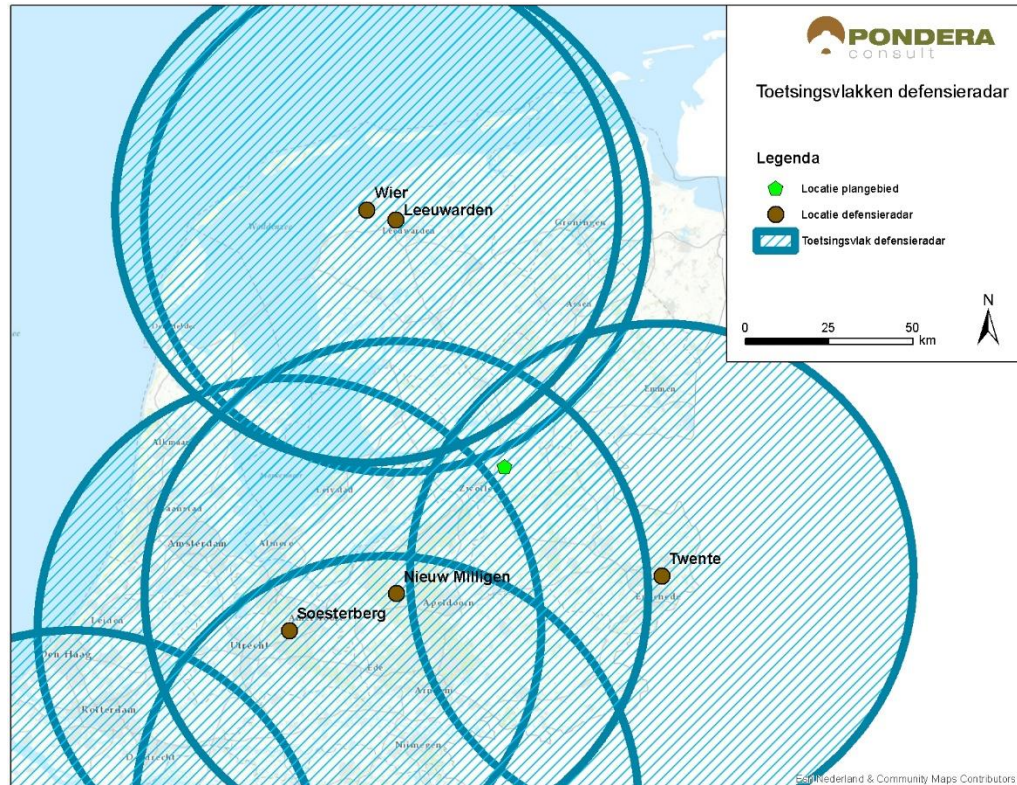 PONDERA
consult
Toetsingsvlakken defensieradar
Legenda
Locatie plangebied
Locatie defensieradar
Toetsingsvlak defensieradar
N
0 25 50
km
Wier
Leeuwarden
Leeuwarden
Groningen
Assen
Emmen
Alkmaar
Lelystad
Zwolle
Amsterdam
Almere
Nieuw Milligen
Twente
Apeldoorn
Enschede
Soesterberg
Leiden
Utrecht
Den Haag
Ede
Arnhem
Rotterdam
Nijmegen
Dordrecht
Esri Nederland & Community Maps Contributors